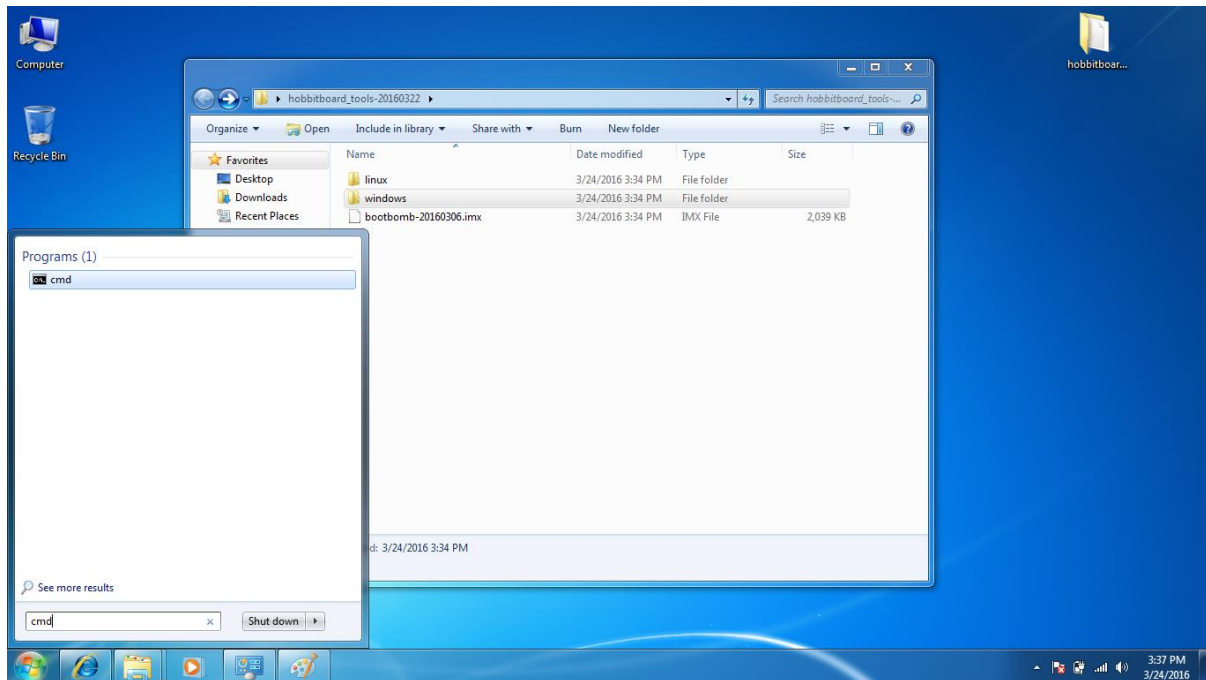 Computer
hobbitboar...
Recycle Bin
hobbitboard_tools-20160322
Search hobbitboard_tools-...
Organize Open Include in library Share with Burn New folder
Favorites
Desktop
Downloads
Recent Places
Name Date modified Type Size
linux 3/24/2016 3:34 PM File folder
windows 3/24/2016 3:34 PM File folder
bootbomb-20160306.imx 3/24/2016 3:34 PM IMX File 2,039 KB
d: 3/24/2016 3:34 PM
Programs (1)
cmd
See more results
cmd
Shut down
3:37 PM
3/24/2016